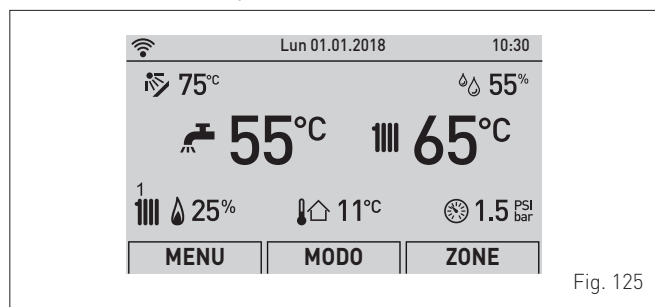 Lun 01.01.2018 10:30
75°C 55%
55°C 65°C
1
25% 11°C 1.5 PSI bar
MENU MODO ZONE
Fig. 125